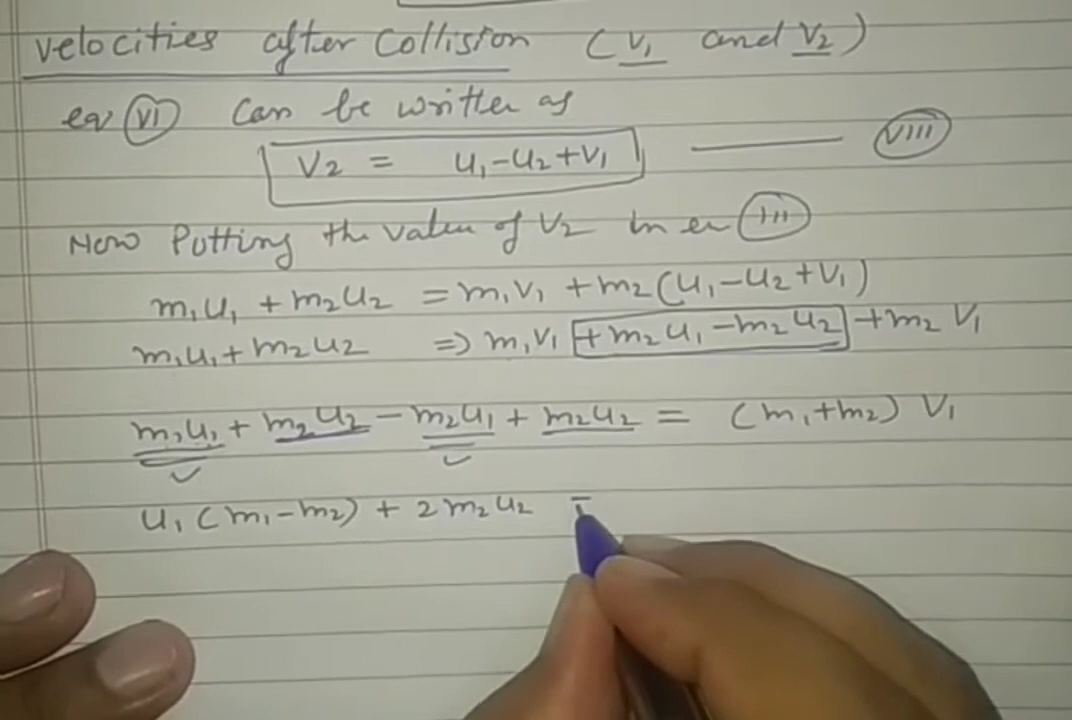 velocities after Collision (V₁ and V₂)
eq (VI) Can be written as
V₂ = u₁-u₂+V₁ (VIII)
Now Putting the value of V₂ in eq (III)
m₁u₁ + m₂u₂ = m₁V₁ + m₂(u₁-u₂+V₁)
m₁u₁ + m₂u₂ ⇒ m₁V₁ + m₂u₁ - m₂u₂ + m₂ V₁
m₁u₁ + m₂u₂ - m₂u₁ + m₂u₂ = (m₁+m₂) V₁
u₁ (m₁-m₂) + 2m₂u₂